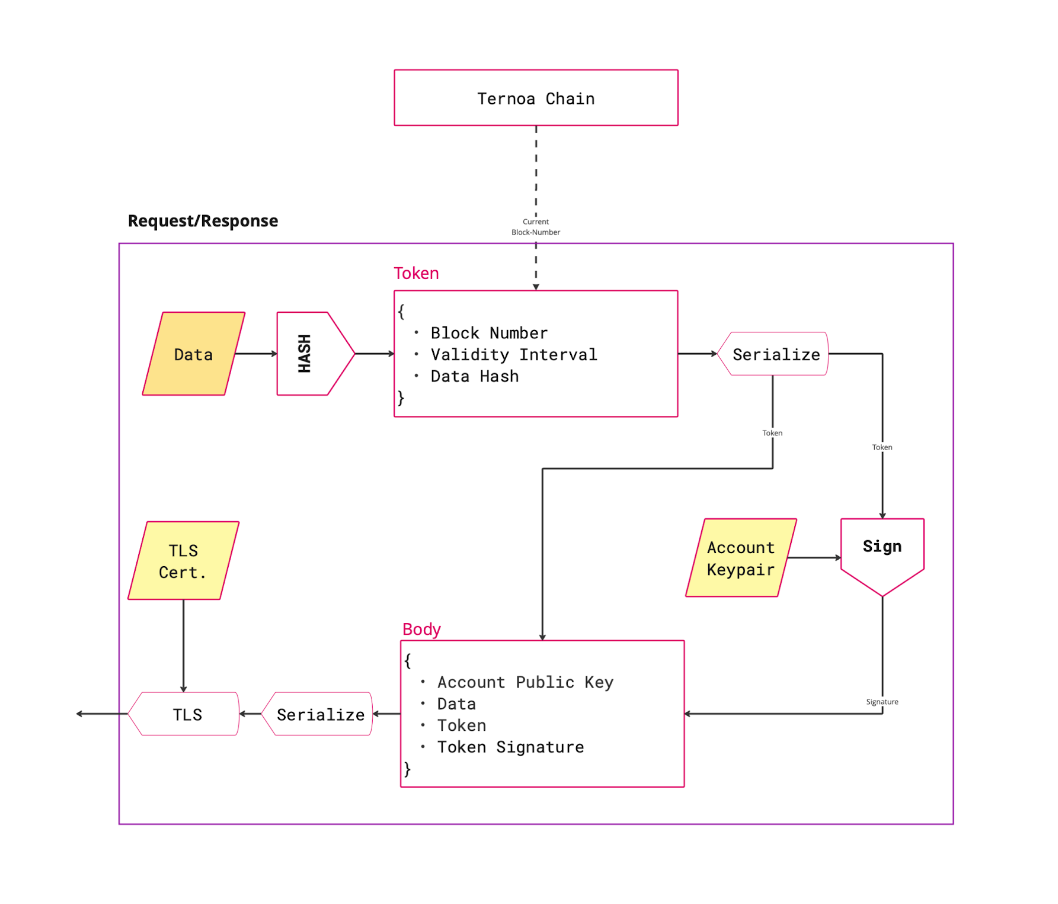 Ternoa Chain
Current
Block-Number
Request/Response
Token
{
· Block Number
· Validity Interval
· Data Hash
}
Data
HASH
Serialize
Token
Token
TLS
Cert.
Account
Keypair
Sign
Body
{
· Account Public Key
· Data
· Token
· Token Signature
}
Signature
TLS
Serialize